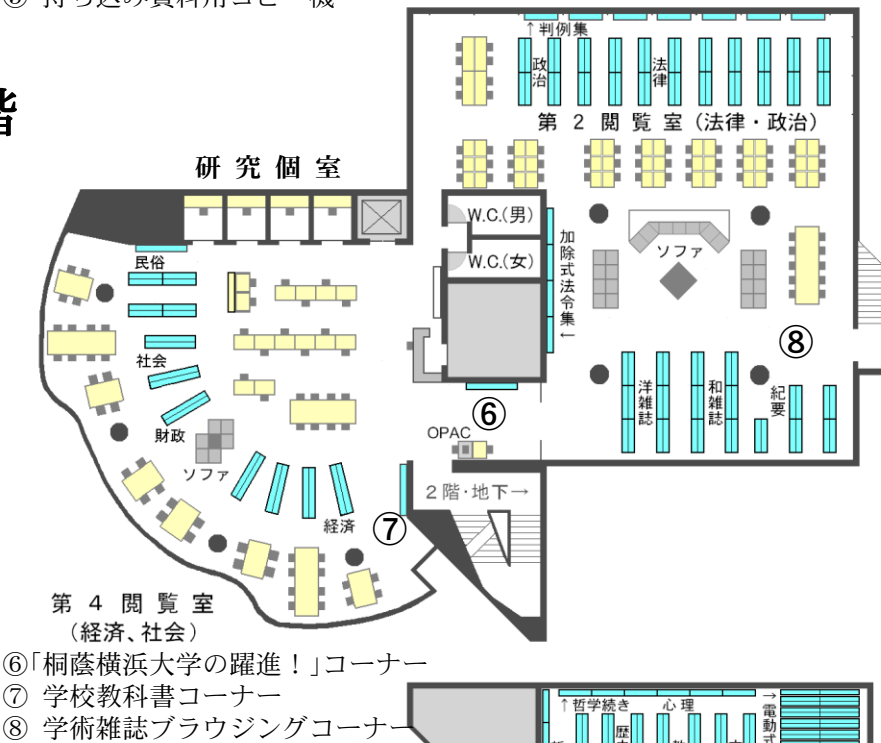 ⑤ 持ち込み資料用コピー機
階
↑判例集
政治
法律
第2閲覧室(法律・政治)
研究個室
W.C.(男)
W.C.(女)
加除式法令集←
ソファ
民俗
社会
財政
ソファ
⑧
洋雑誌
和雑誌
紀要
⑥
OPAC
2階・地下→
経済
⑦
第4閲覧室
(経済、社会)
⑥「桐蔭横浜大学の躍進!」コーナー
⑦ 学校教科書コーナー
⑧ 学術雑誌ブラウジングコーナー
↑哲学続き
心理
→電動式